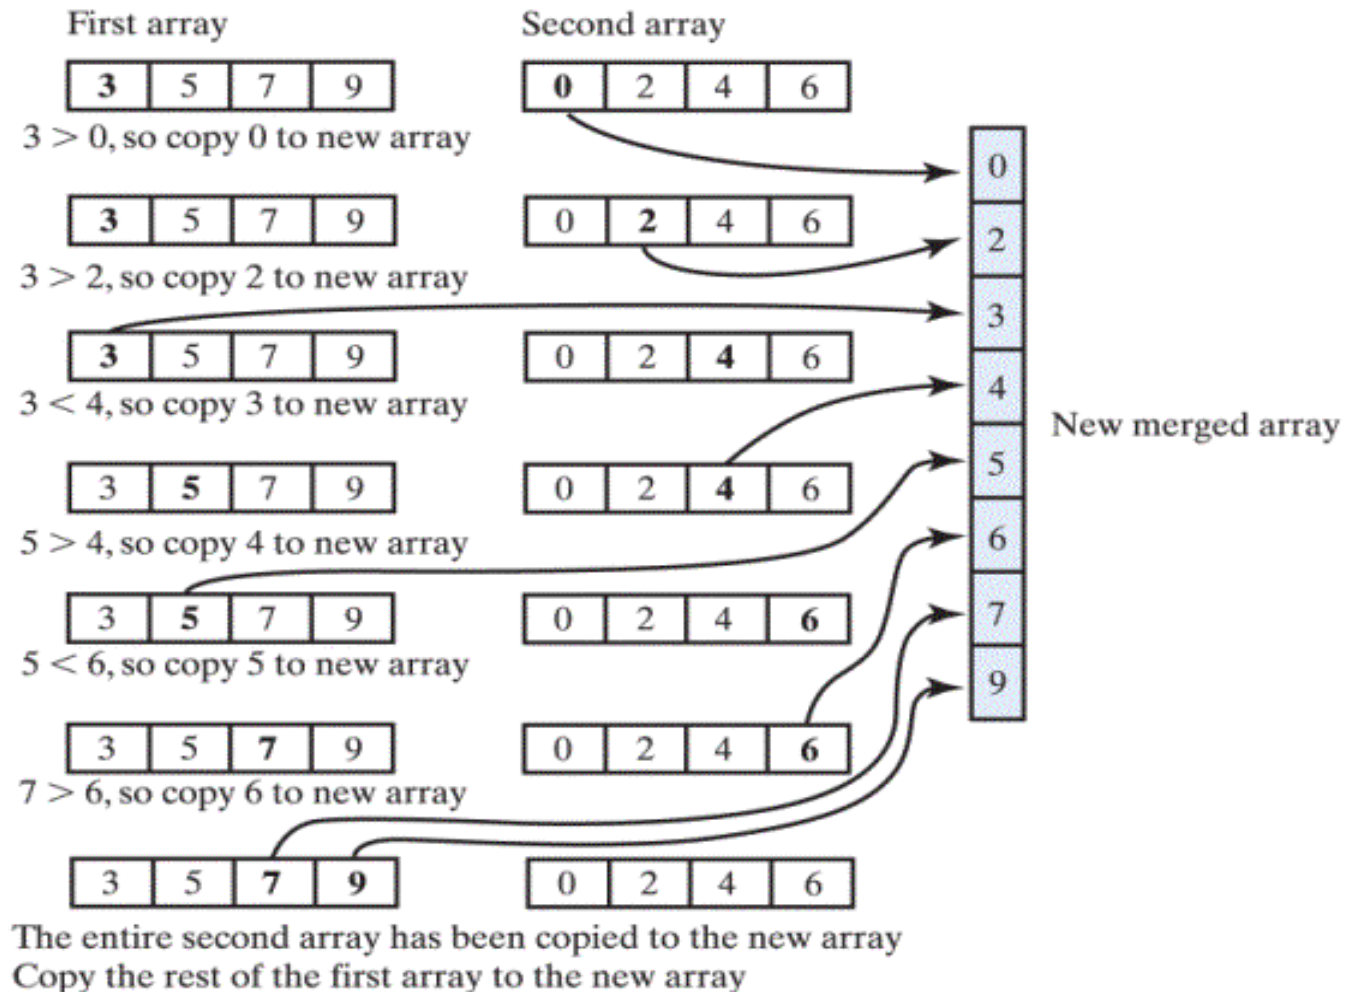 First array Second array
3 5 7 9 0 2 4 6
3 > 0, so copy 0 to new array
0
3 5 7 9 0 2 4 6
2
3 > 2, so copy 2 to new array
3
3 5 7 9 0 2 4 6
4
3 < 4, so copy 3 to new array
New merged array
5
3 5 7 9 0 2 4 6
5 > 4, so copy 4 to new array
6
3 5 7 9 0 2 4 6
7
5 < 6, so copy 5 to new array
9
3 5 7 9 0 2 4 6
7 > 6, so copy 6 to new array
3 5 7 9 0 2 4 6
The entire second array has been copied to the new array
Copy the rest of the first array to the new array